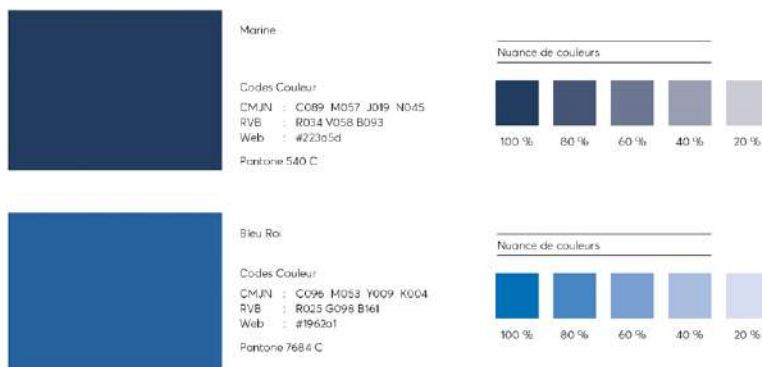 Marine
Codes Couleur
CMJN : C089 M057 J019 N045
RVB : R034 V058 B093
Web : #223a5d
Pantone 540 C
Nuance de couleurs
100 % 80 % 60 % 40 % 20 %
Bleu Roi
Codes Couleur
CMJN : C096 M053 Y009 K004
RVB : R025 G098 B161
Web : #1962a1
Pantone 7684 C
Nuance de couleurs
100 % 80 % 60 % 40 % 20 %